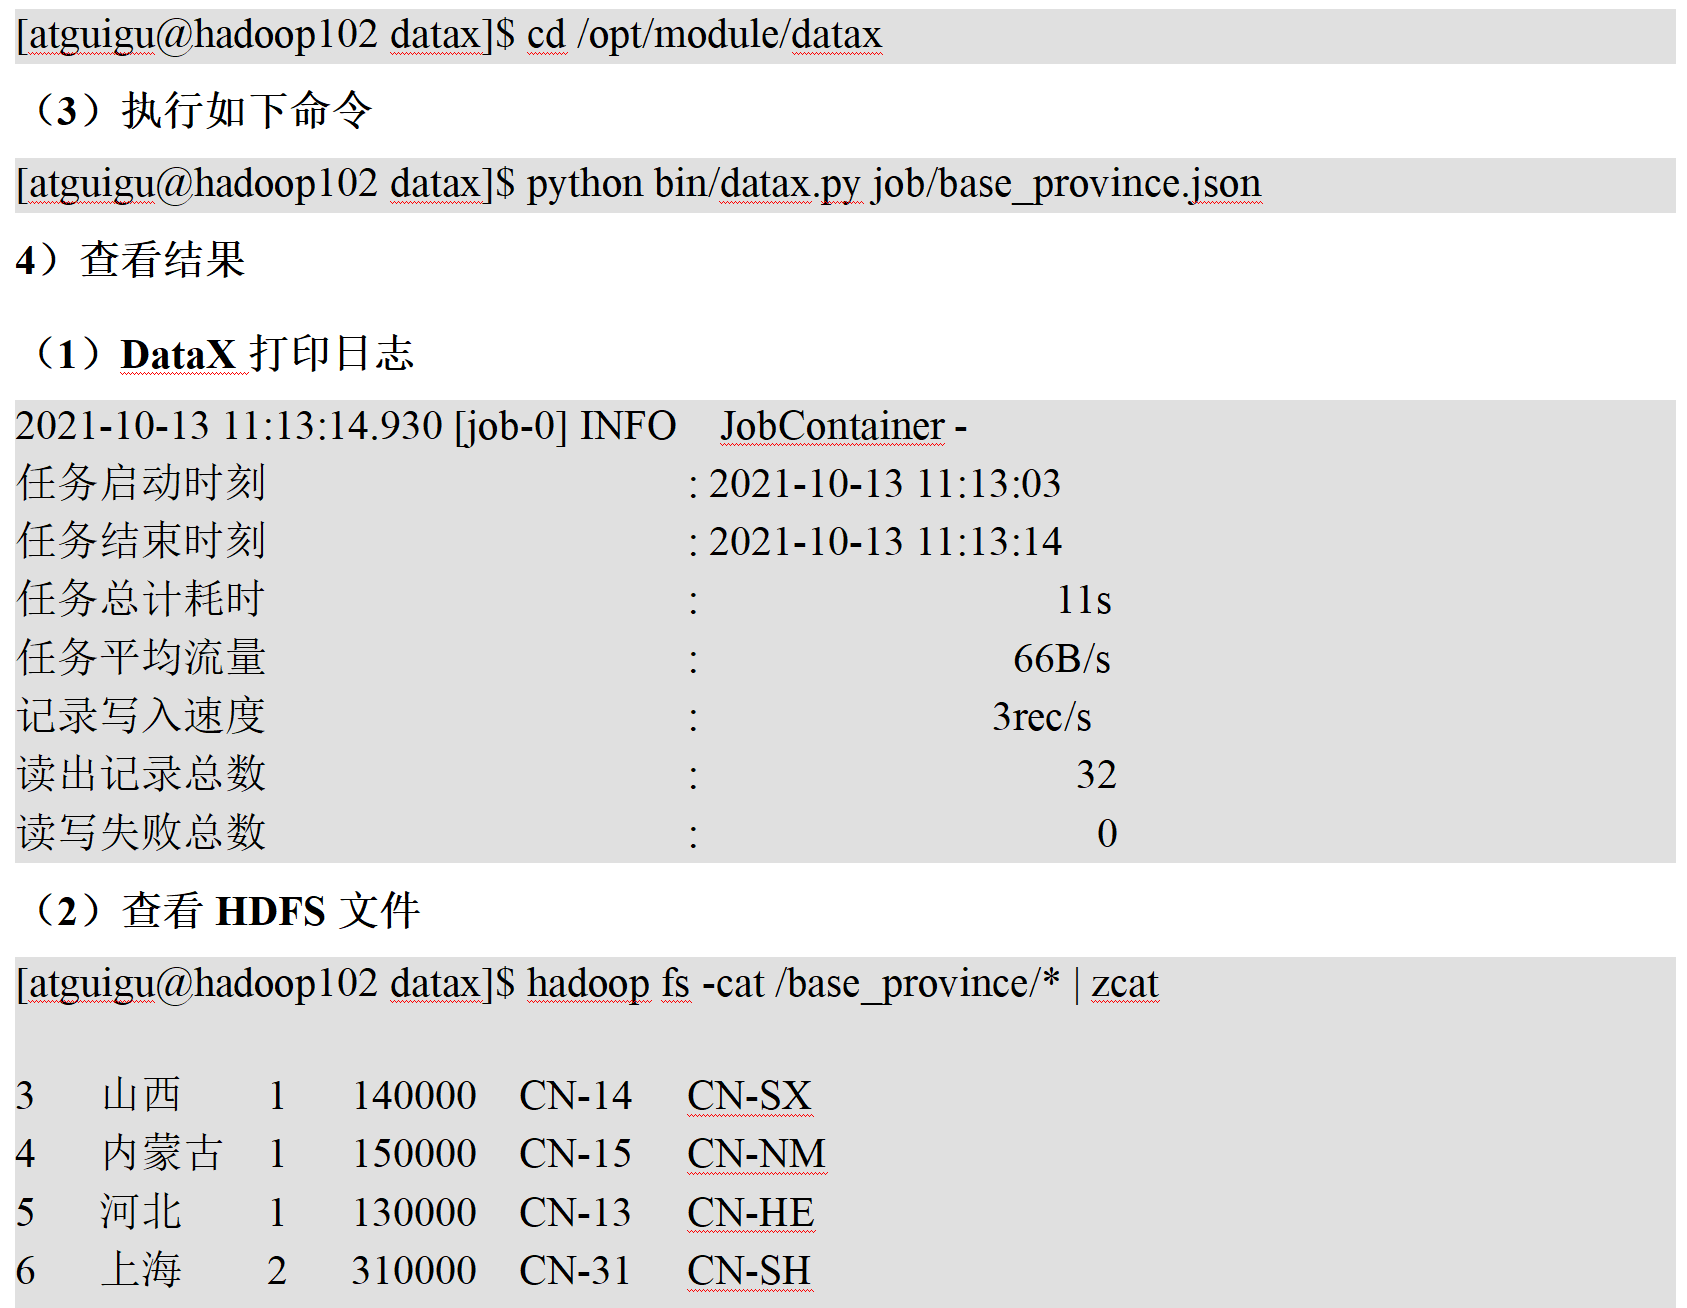 [atguigu@hadoop102 datax]$ cd /opt/module/datax
（3）执行如下命令
[atguigu@hadoop102 datax]$ python bin/datax.py job/base_province.json
4）查看结果
（1）DataX 打印日志
2021-10-13 11:13:14.930 [job-0] INFO JobContainer -
任务启动时刻 : 2021-10-13 11:13:03
任务结束时刻 : 2021-10-13 11:13:14
任务总计耗时 : 11s
任务平均流量 : 66B/s
记录写入速度 : 3rec/s
读出记录总数 : 32
读写失败总数 : 0
（2）查看 HDFS 文件
[atguigu@hadoop102 datax]$ hadoop fs -cat /base_province/* | zcat
3 山西 1 140000 CN-14 CN-SX
4 内蒙古 1 150000 CN-15 CN-NM
5 河北 1 130000 CN-13 CN-HE
6 上海 2 310000 CN-31 CN-SH